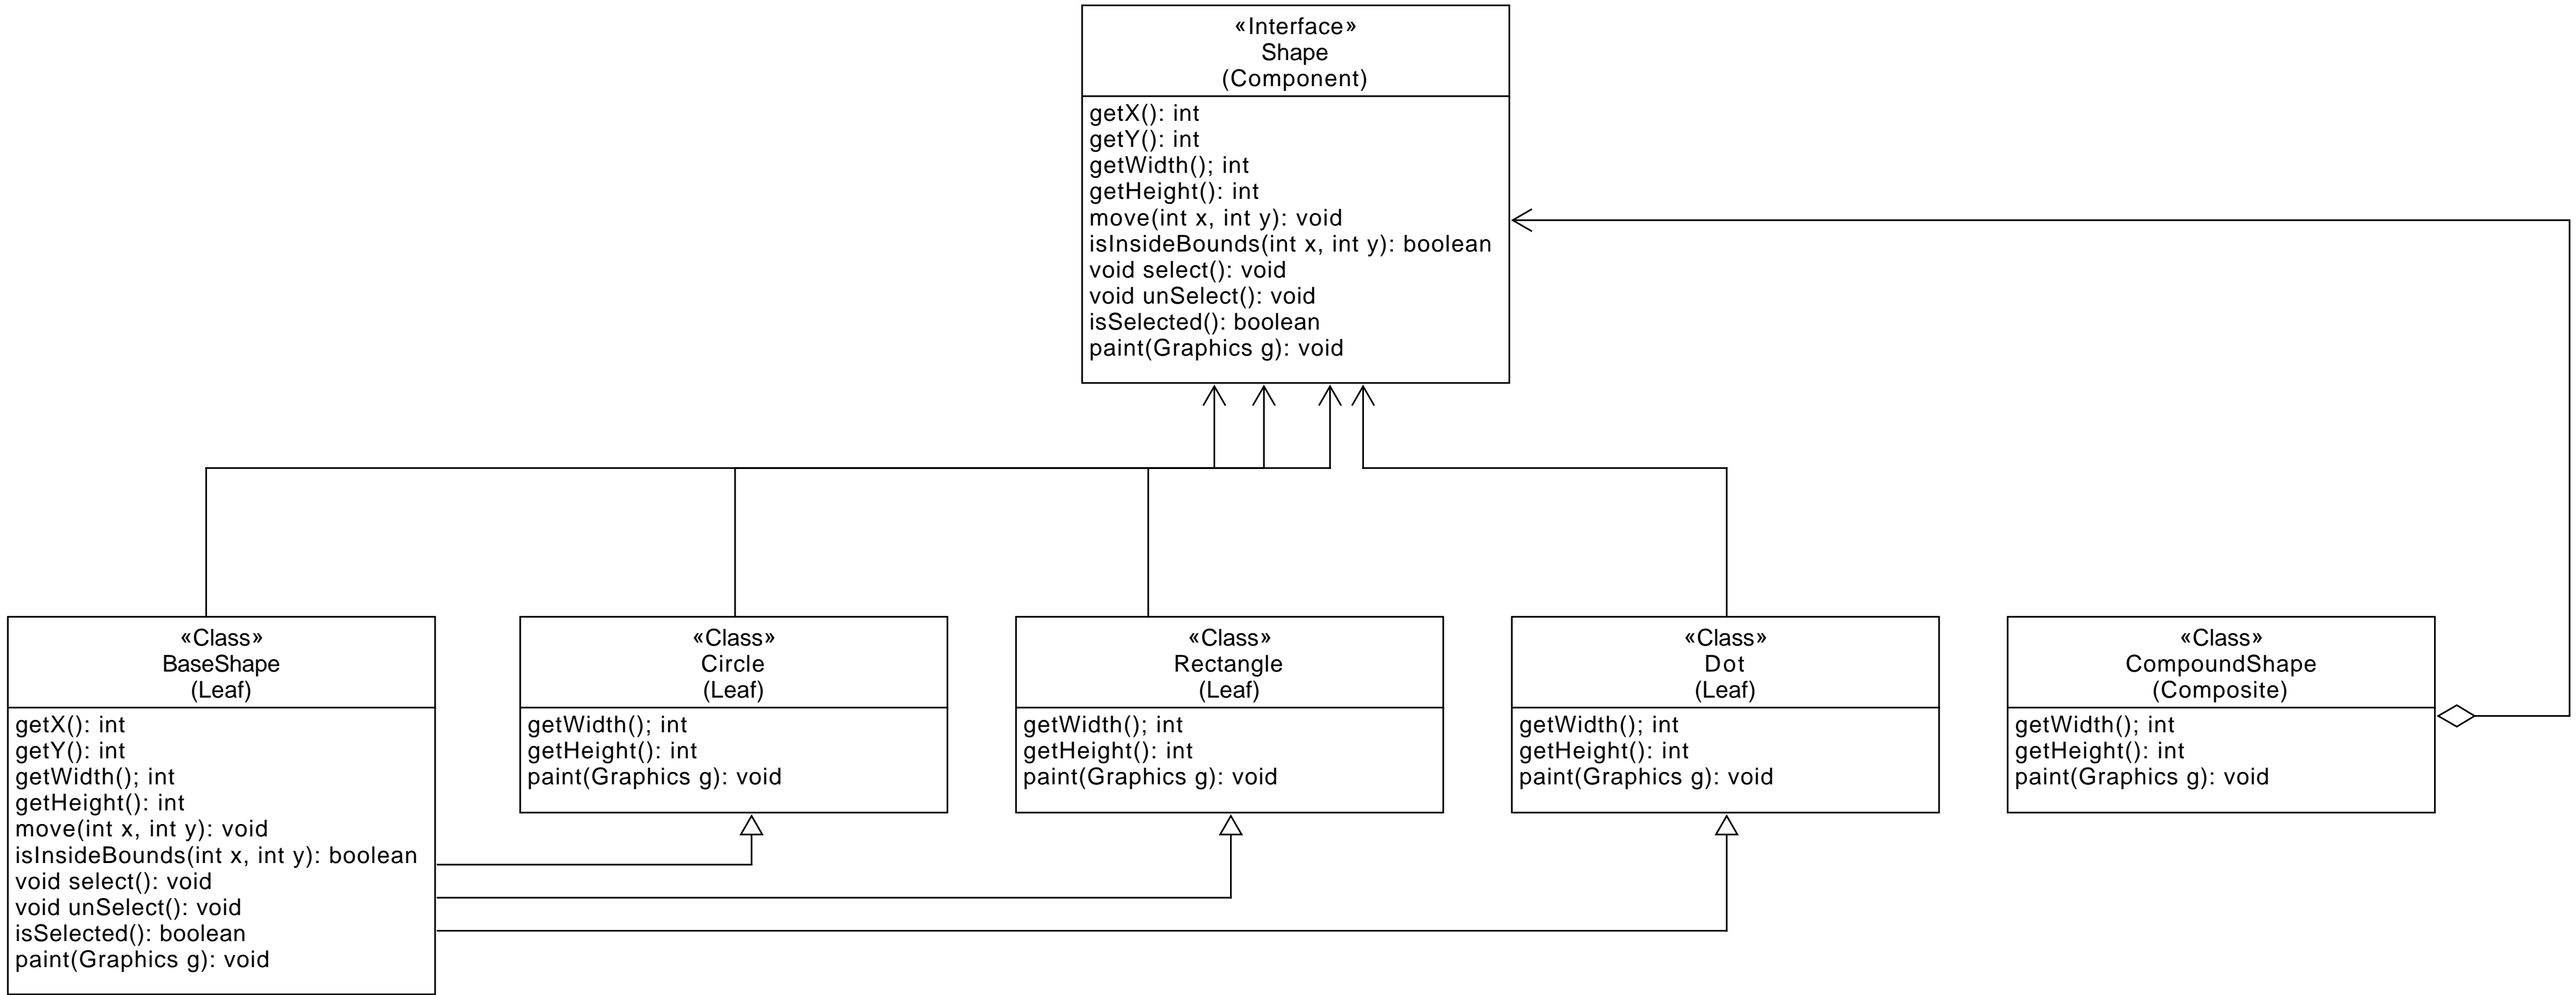 «Interface»
Shape
(Component)
getX(): int
getY(): int
getWidth(); int
getHeight(): int
move(int x, int y): void
isInsideBounds(int x, int y): boolean
void select(): void
void unSelect(): void
isSelected(): boolean
paint(Graphics g): void
«Class»
BaseShape
(Leaf)
getX(): int
getY(): int
getWidth(); int
getHeight(): int
move(int x, int y): void
isInsideBounds(int x, int y): boolean
void select(): void
void unSelect(): void
isSelected(): boolean
paint(Graphics g): void
«Class»
Circle
(Leaf)
getWidth(); int
getHeight(): int
paint(Graphics g): void
«Class»
Rectangle
(Leaf)
getWidth(); int
getHeight(): int
paint(Graphics g): void
«Class»
Dot
(Leaf)
getWidth(); int
getHeight(): int
paint(Graphics g): void
«Class»
CompoundShape
(Composite)
getWidth(); int
getHeight(): int
paint(Graphics g): void